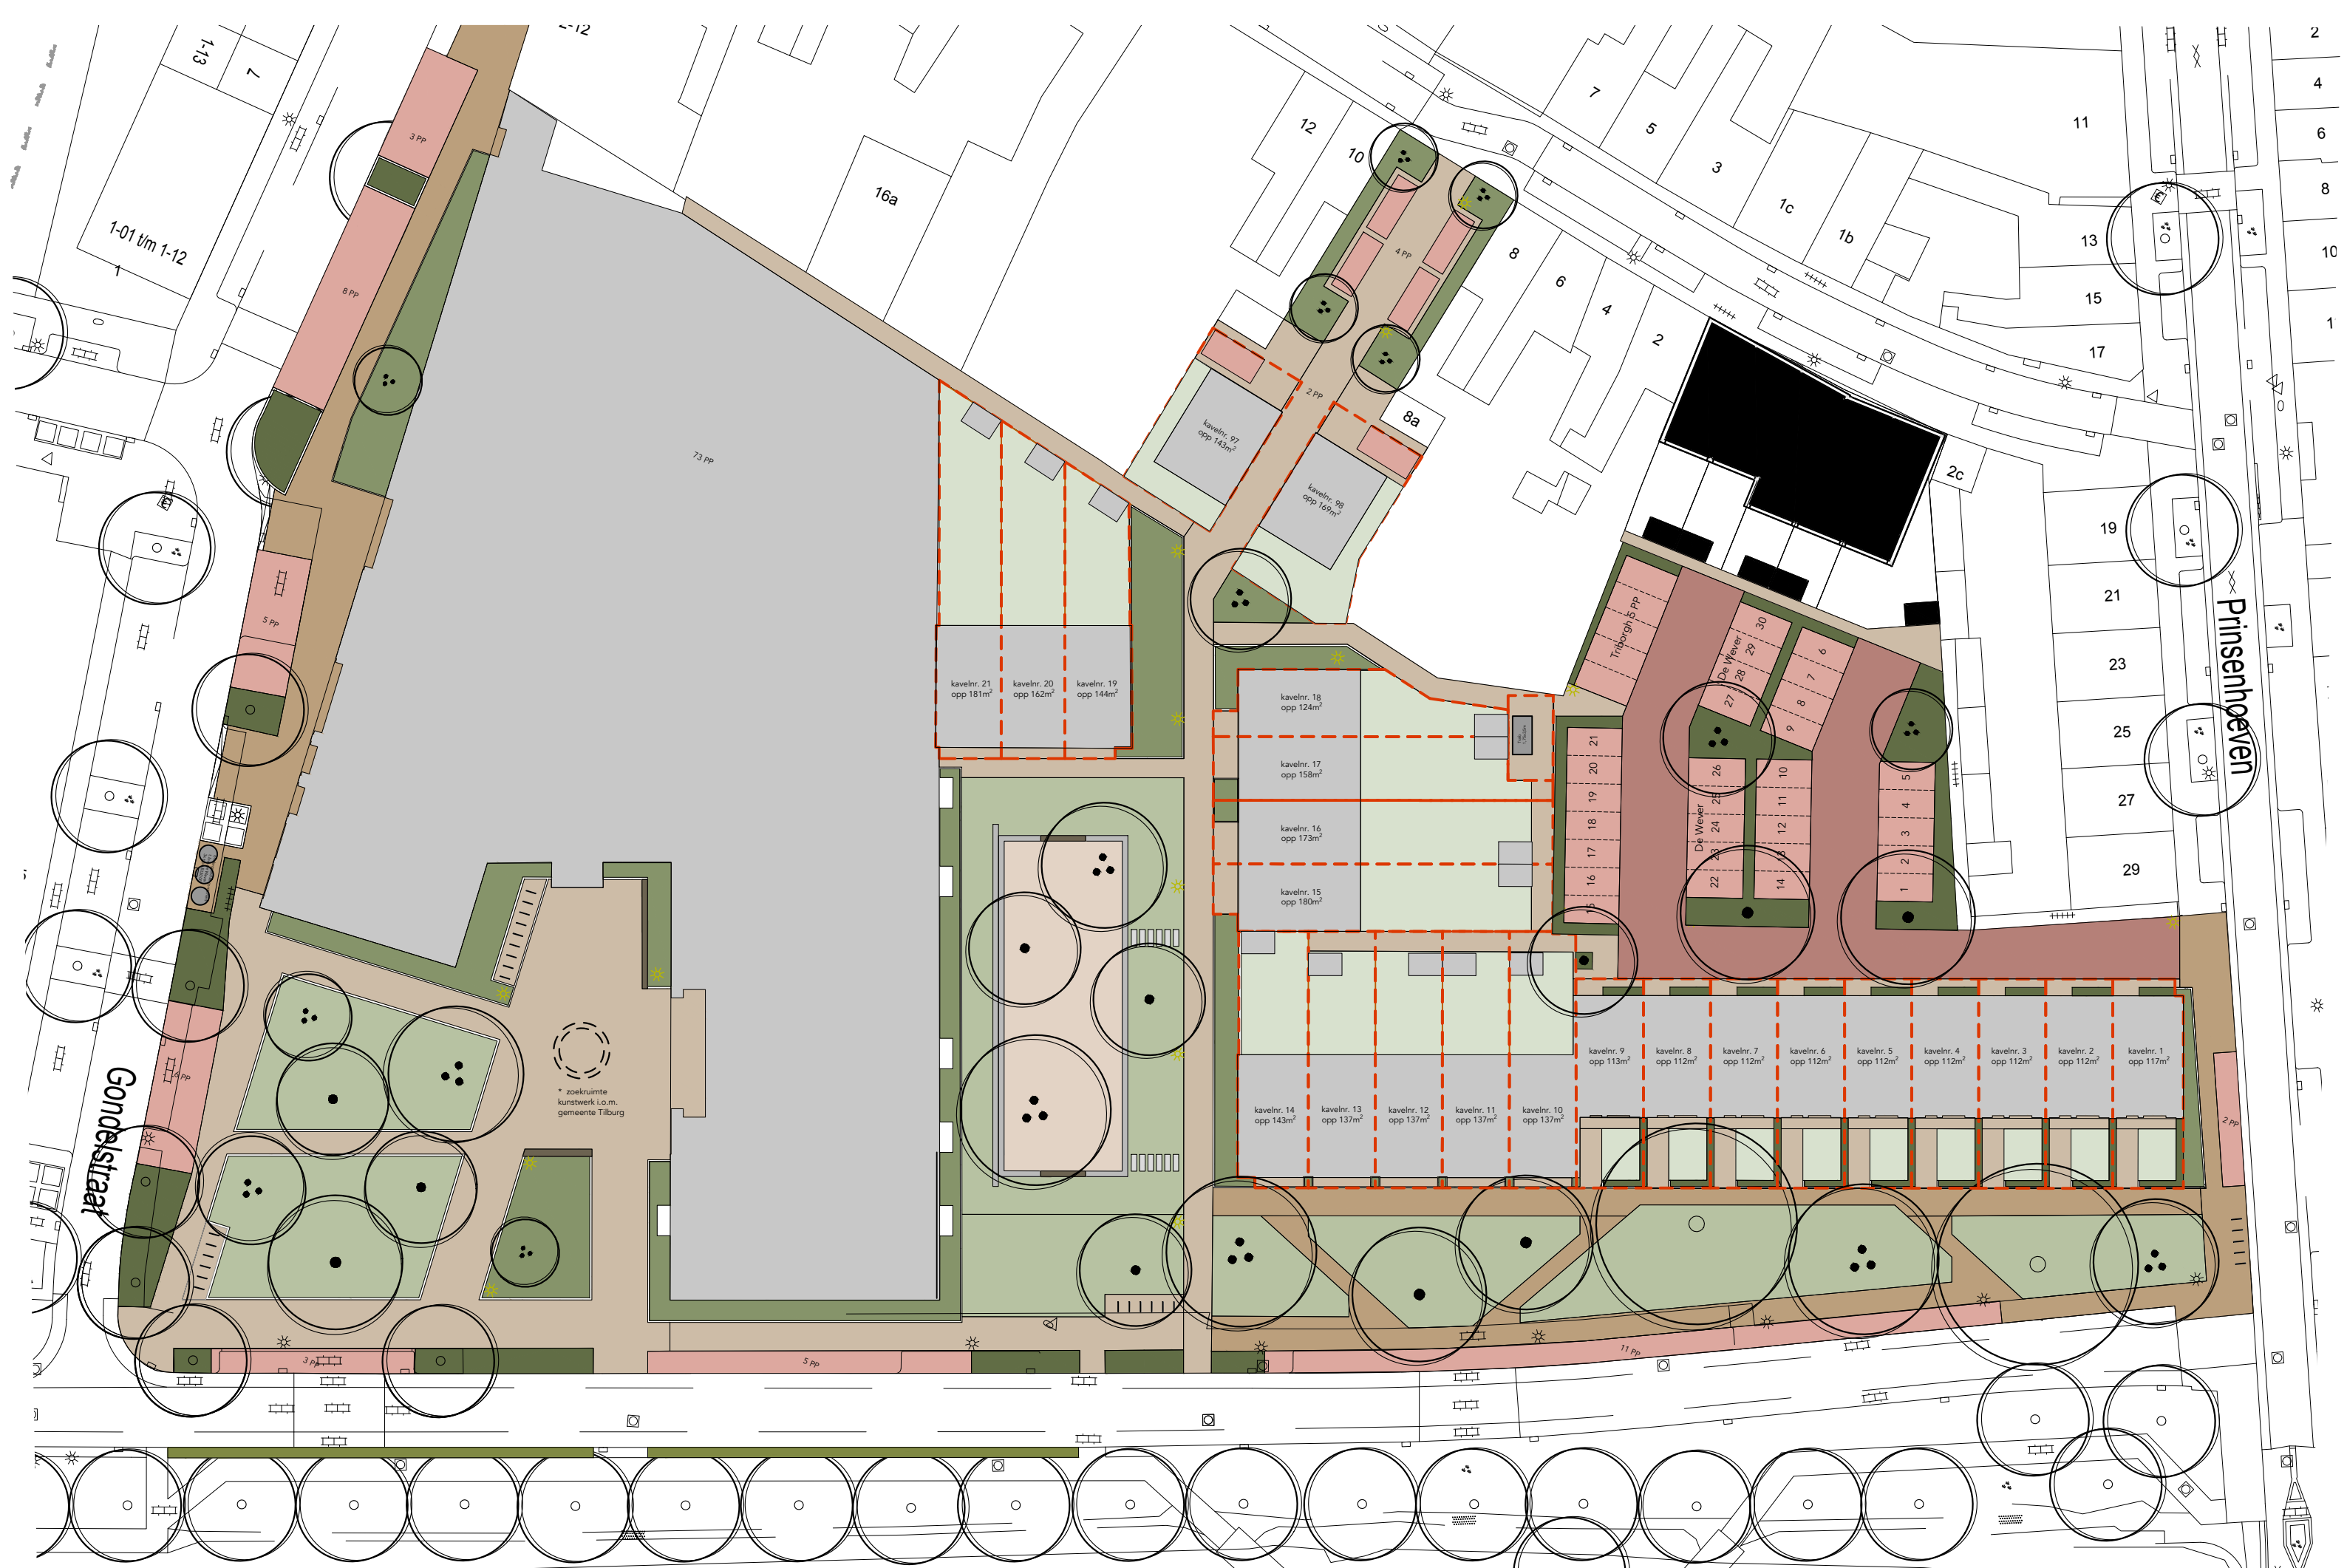 2-12
1-13
7
1-01 t/m 1-12
1
3 PP
8 PP
5 PP
6 PP
Gondelstraat
16a
73 PP
12
10
4 PP
2 PP
8
6
4
2
8a
7
5
3
1c
1b
2c
11
13
15
17
19
21
23
25
27
29
2
4
6
8
10
Prinsenhoeven
kavelnr. 97
opp 143m²
kavelnr. 98
opp 169m²
kavelnr. 21
opp 181m²
kavelnr. 20
opp 162m²
kavelnr. 19
opp 144m²
kavelnr. 18
opp 124m²
kavelnr. 17
opp 158m²
kavelnr. 16
opp 173m²
kavelnr. 15
opp 180m²
Triborgh 5 PP
De Wever
30
29
28
27
6
7
8
9
21
20
19
18
17
16
15
De Wever
26
25
24
23
22
10
11
12
13
14
5
4
3
2
1
kavelnr. 14
opp 143m²
kavelnr. 13
opp 137m²
kavelnr. 12
opp 137m²
kavelnr. 11
opp 137m²
kavelnr. 10
opp 137m²
kavelnr. 9
opp 113m²
kavelnr. 8
opp 112m²
kavelnr. 7
opp 112m²
kavelnr. 6
opp 112m²
kavelnr. 5
opp 112m²
kavelnr. 4
opp 112m²
kavelnr. 3
opp 112m²
kavelnr. 2
opp 112m²
kavelnr. 1
opp 117m²
* zoekruimte
kunstwerk i.o.m.
gemeente Tilburg
2 PP
3 PP
5 PP
11 PP